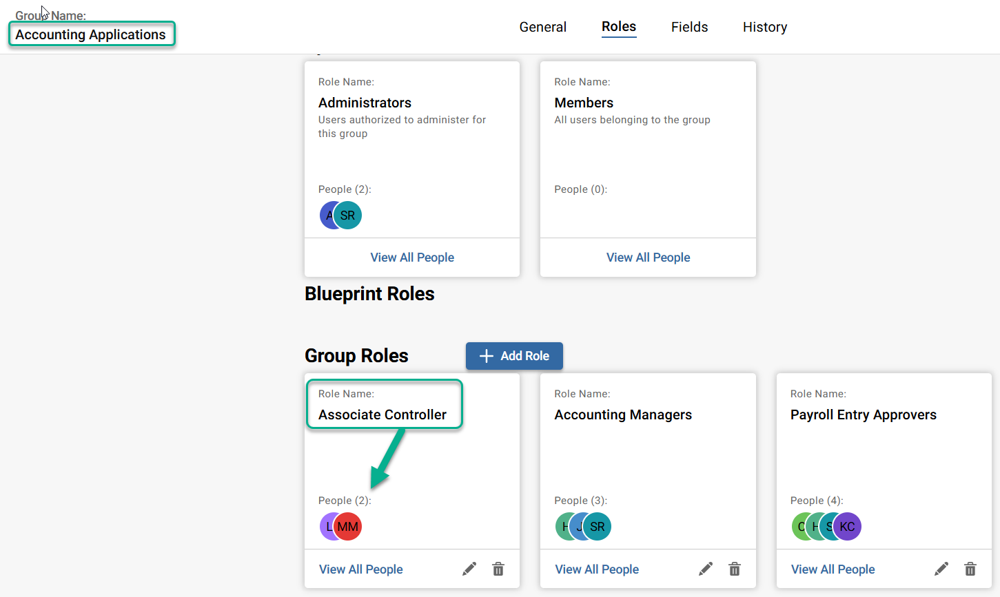 Group Name:
Accounting Applications
General
Roles
Fields
History
Role Name:
Administrators
Users authorized to administer for
this group
People (2):
SR
View All People
Role Name:
Members
All users belonging to the group
People (0):
View All People
Blueprint Roles
Group Roles
Add Role
Role Name:
Associate Controller
People (2):
L
MM
View All People
Role Name:
Accounting Managers
People (3):
SR
View All People
Role Name:
Payroll Entry Approvers
People (4):
KC
View All People